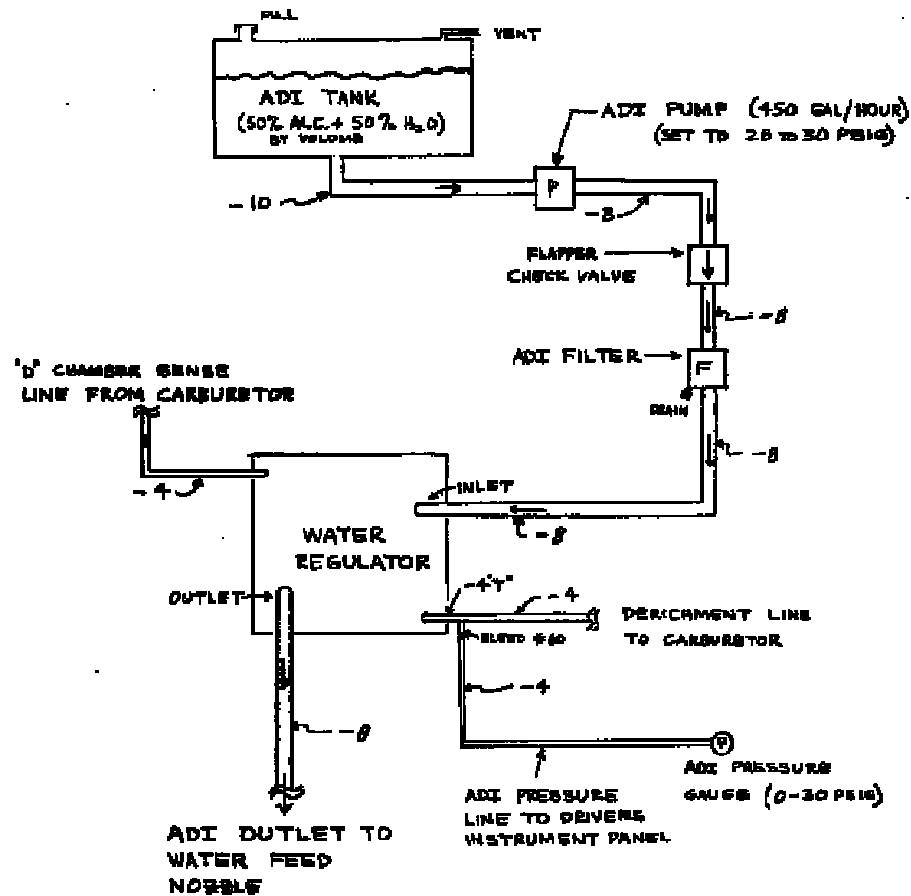 FILL
VENT
ADI TANK
(50% ALC. + 50% H₂O)
BY VOLUME
ADI PUMP (450 GAL/HOUR)
(SET TO 28 TO 30 PSIG)
P
-10
-8
FLAPPER
CHECK VALVE
-8
ADI FILTER
F
DRAIN
-8
"D" CHAMBER SENSE
LINE FROM CARBURETOR
-4
INLET
-8
WATER
REGULATOR
OUTLET
-4"T"
-4
DERICHMENT LINE
TO CARBURETOR
BLEED #60
-4
-8
P
ADI PRESSURE
GAUGE (0-30 PSIG)
ADI PRESSURE
LINE TO DRIVERS
INSTRUMENT PANEL
ADI OUTLET TO
WATER FEED
NOZZLE